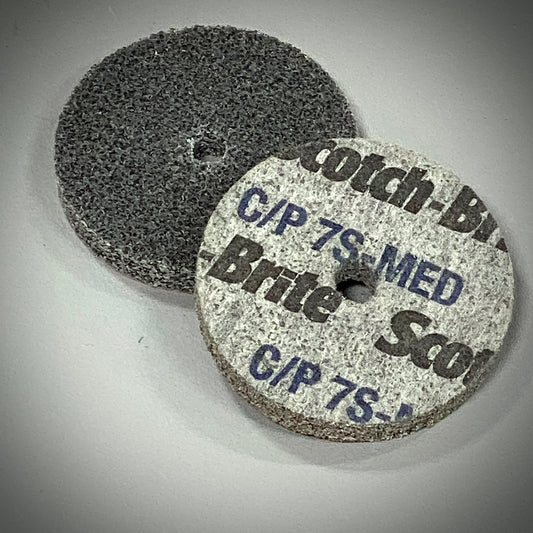 Scotch-Bri
C/P 7S-MED
-Brite Scot
C/P 7S-M